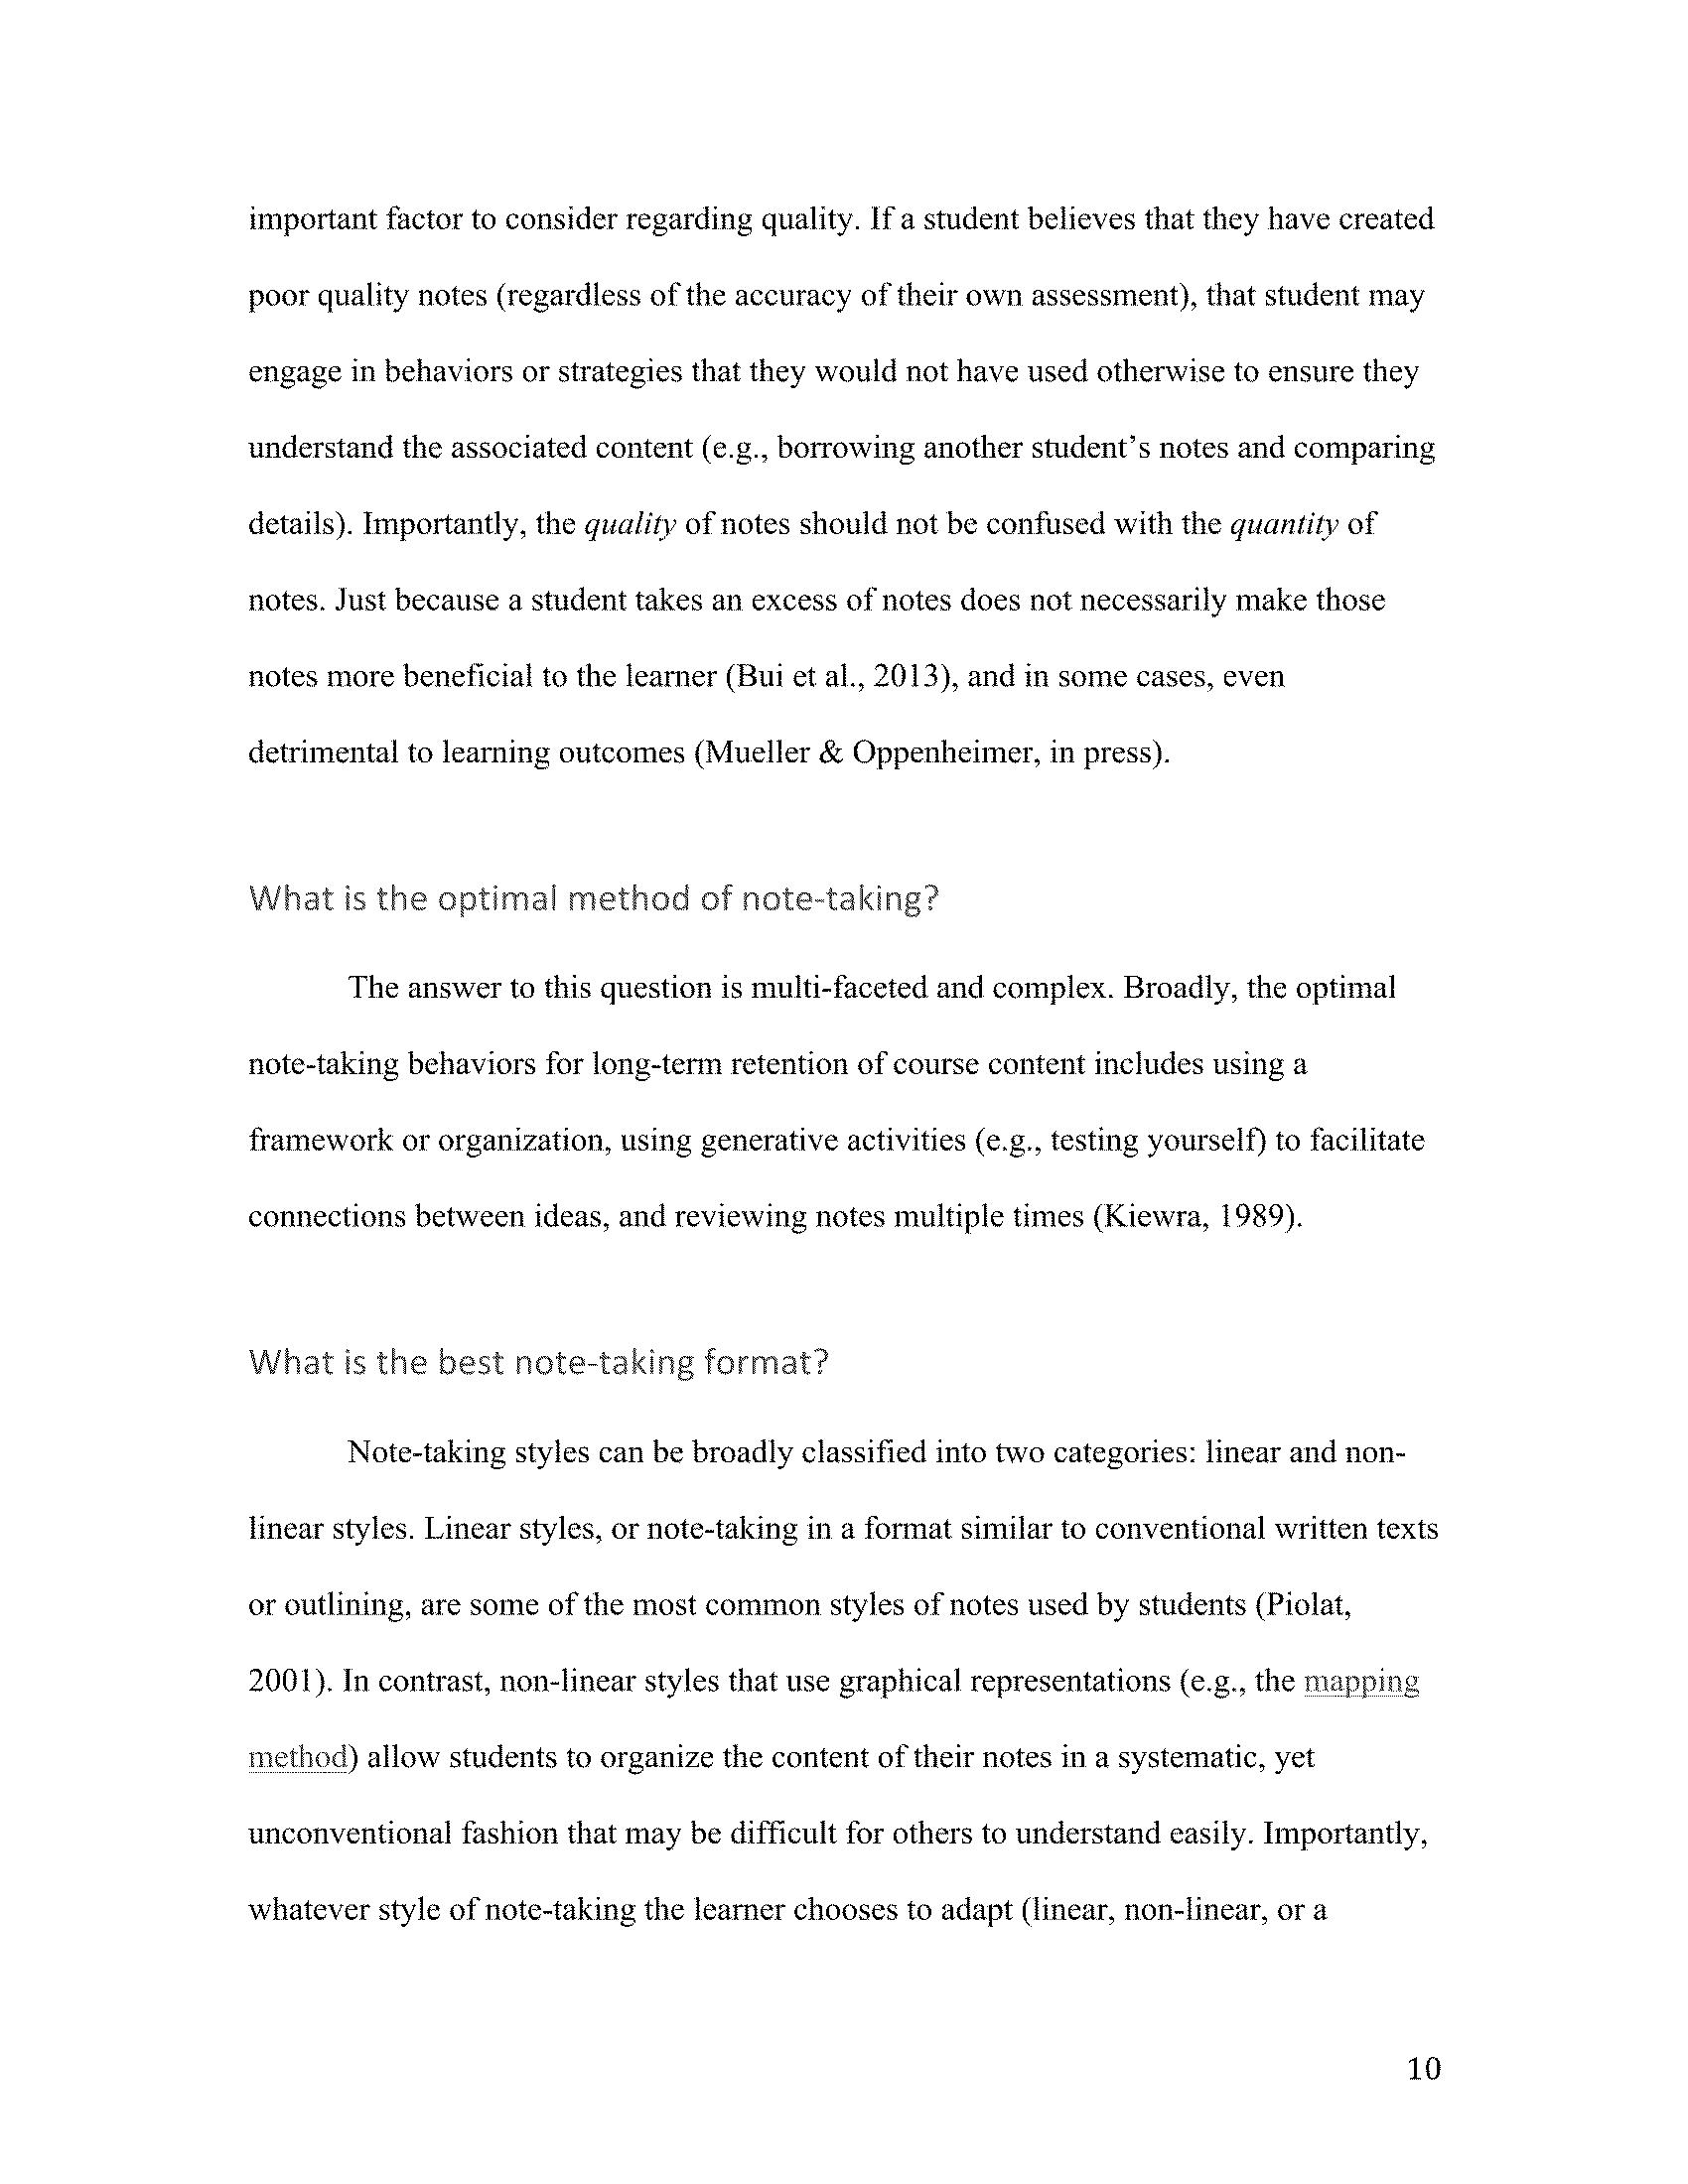 important factor to consider regarding quality. If a student believes that they have created
poor quality notes (regardless of the accuracy of their own assessment), that student may
engage in behaviors or strategies that they would not have used otherwise to ensure they
understand the associated content (e.g., borrowing another student’s notes and comparing
details). Importantly, the quality of notes should not be confused with the quantity of
notes. Just because a student takes an excess of notes does not necessarily make those
notes more beneficial to the learner (Bui et al., 2013), and in some cases, even
detrimental to learning outcomes (Mueller & Oppenheimer, in press).
What is the optimal method of note-taking?
The answer to this question is multi-faceted and complex. Broadly, the optimal
note-taking behaviors for long-term retention of course content includes using a
framework or organization, using generative activities (e.g., testing yourself) to facilitate
connections between ideas, and reviewing notes multiple times (Kiewra, 1989).
What is the best note-taking format?
Note-taking styles can be broadly classified into two categories: linear and non-
linear styles. Linear styles, or note-taking in a format similar to conventional written texts
or outlining, are some of the most common styles of notes used by students (Piolat,
2001). In contrast, non-linear styles that use graphical representations (e.g., the mapping
method) allow students to organize the content of their notes in a systematic, yet
unconventional fashion that may be difficult for others to understand easily. Importantly,
whatever style of note-taking the learner chooses to adapt (linear, non-linear, or a
10